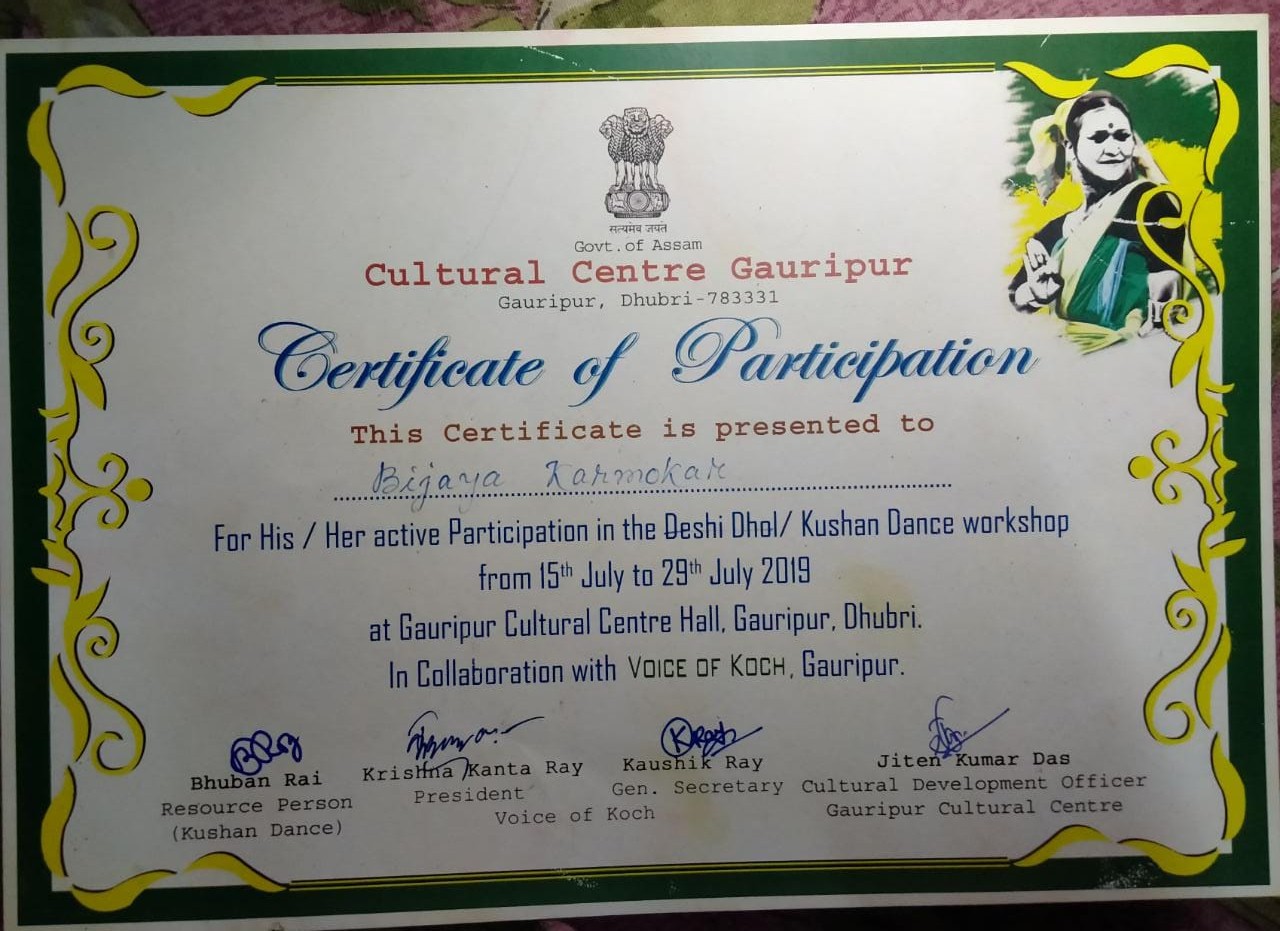 सत्यमेव जयते
Govt. of Assam
Cultural Centre Gauripur
Gauripur, Dhubri-783331
Certificate of Participation
This Certificate is presented to
Bijaya Karmokar
For His / Her active Participation in the Deshi Dhol/ Kushan Dance workshop
from 15th July to 29th July 2019
at Gauripur Cultural Centre Hall, Gauripur, Dhubri.
In Collaboration with VOICE OF KOCH, Gauripur.
Bhuban Rai
Resource Person
(Kushan Dance)
Krishna Kanta Ray
President
Kaushik Ray
Gen. Secretary
Voice of Koch
Jiten Kumar Das
Cultural Development Officer
Gauripur Cultural Centre